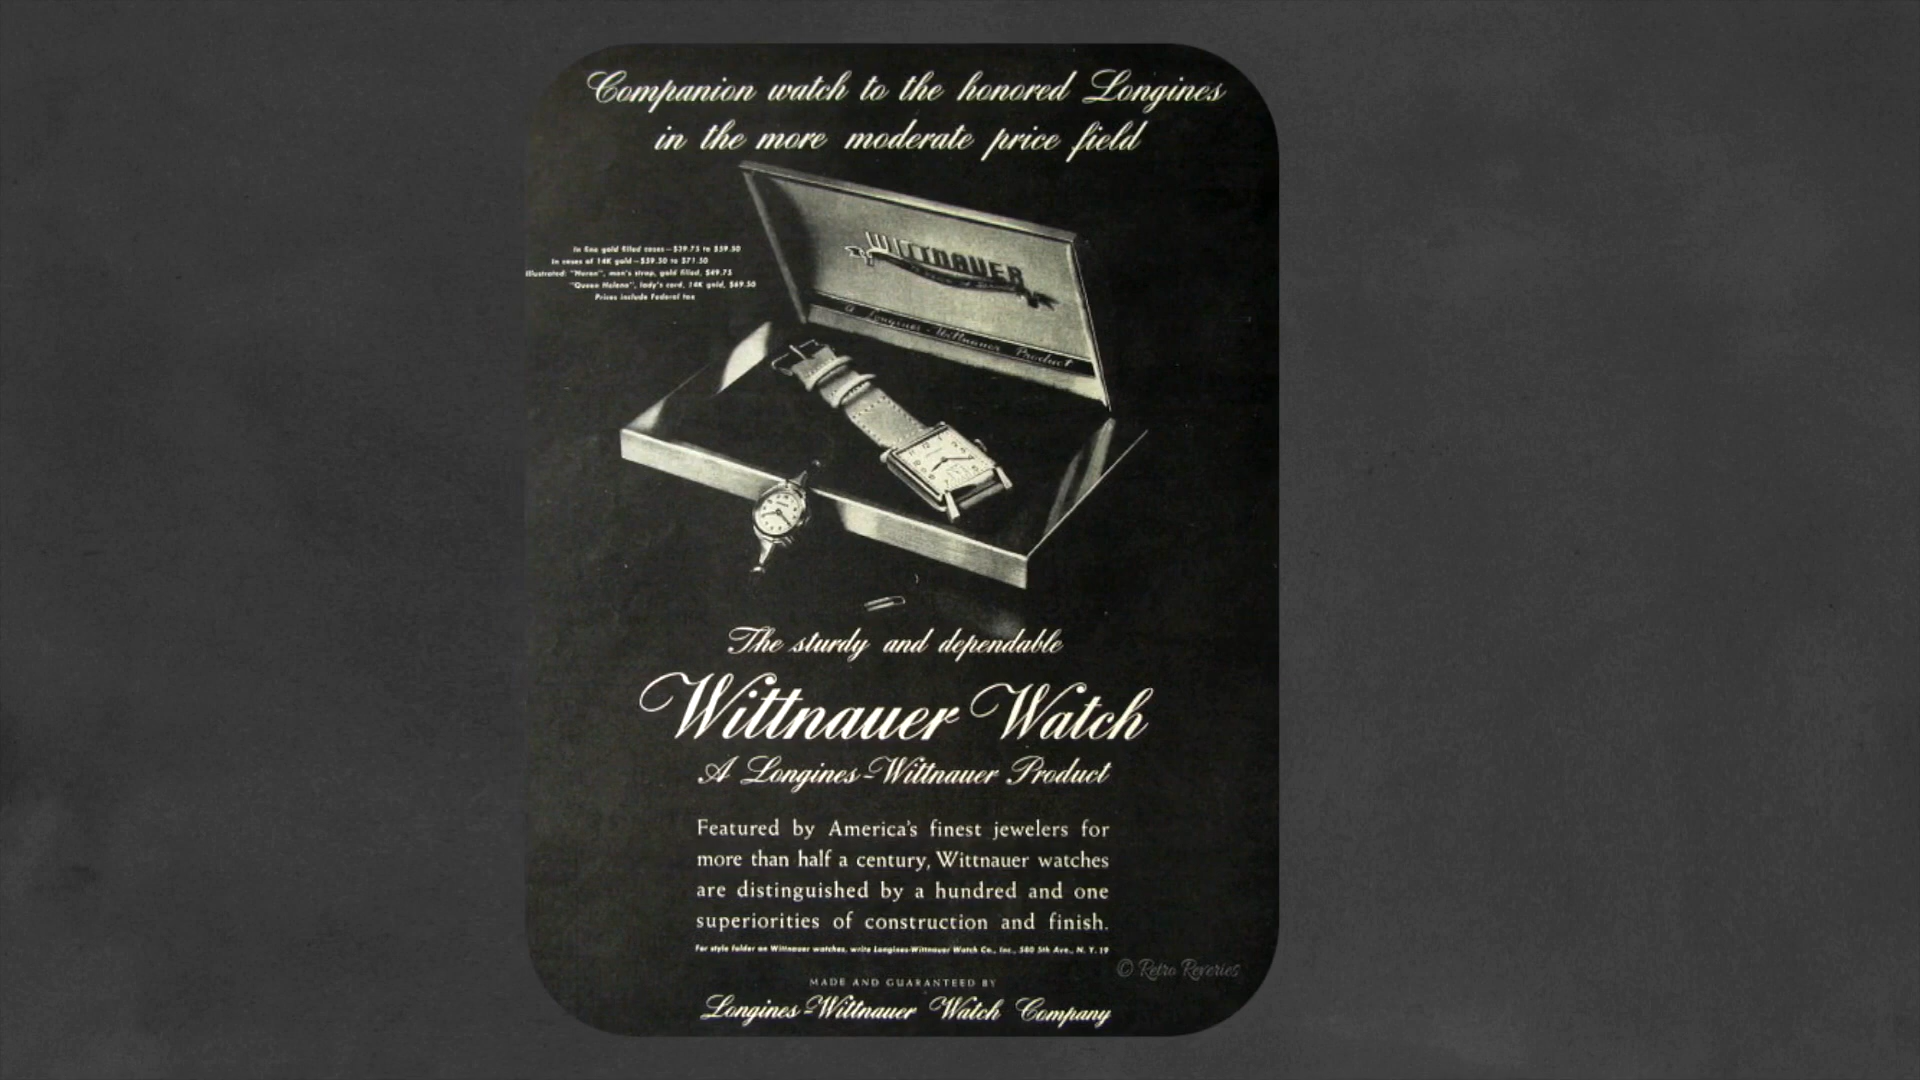 Companion watch to the honored Longines
in the more moderate price field
In fine gold filled cases—$39.75 to $59.50
In cases of 14K gold—$59.50 to $71.50
Illustrated: "Huron", man's strap, gold filled, $49.75
"Queen Helena", lady's cord, 14K gold, $69.50
Prices include Federal tax
WITTNAUER
A Longines-Wittnauer Product
The sturdy and dependable
Wittnauer Watch
A Longines-Wittnauer Product
Featured by America's finest jewelers for
more than half a century, Wittnauer watches
are distinguished by a hundred and one
superiorities of construction and finish.
For style folder on Wittnauer watches, write Longines-Wittnauer Watch Co., Inc., 580 5th Ave., N. Y. 19
© Retro Reveries
MADE AND GUARANTEED BY
Longines-Wittnauer Watch Company